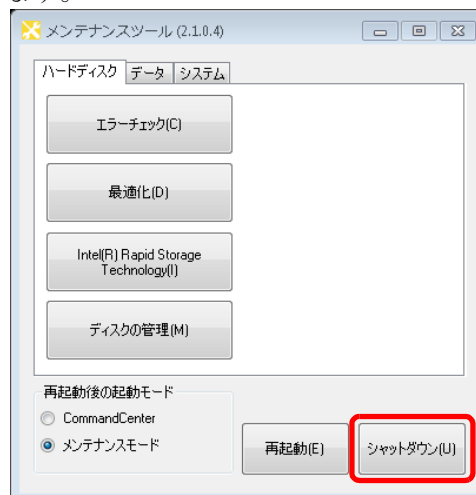 メンテナンスツール (2.1.0.4)
ハードディスク データ システム
エラーチェック(C)
最適化(D)
Intel(R) Rapid Storage
Technology(I)
ディスクの管理(M)
再起動後の起動モード
CommandCenter
メンテナンスモード
再起動(E) シャットダウン(U)